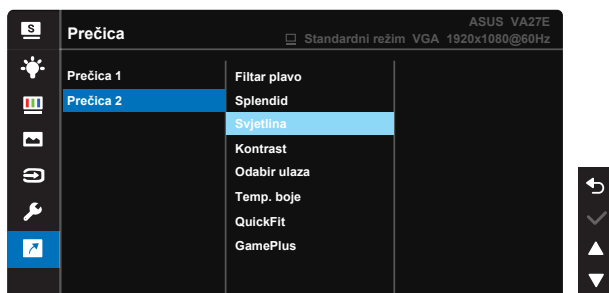 S
Prečica
ASUS VA27E
Standardni režim VGA 1920x1080@60Hz
Prečica 1
Prečica 2
Filtar plavo
Splendid
Svjetlina
Kontrast
Odabir ulaza
Temp. boje
QuickFit
GamePlus